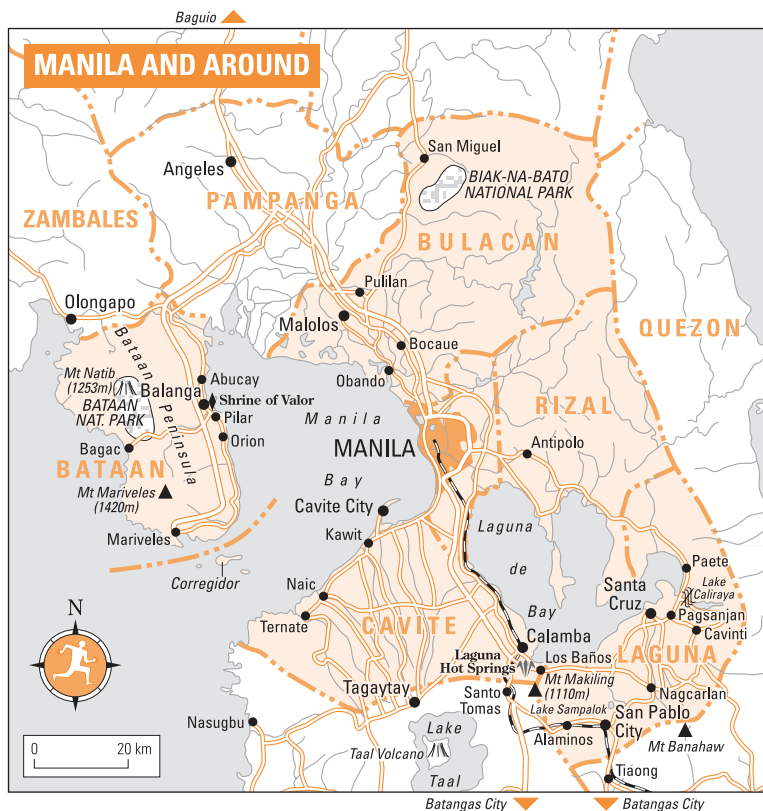 Baguio
MANILA AND AROUND
San Miguel
Angeles
BIAK-NA-BATO
NATIONAL PARK
PAMPANGA
ZAMBALES
BULACAN
Pulilan
Olongapo
Malolos
QUEZON
Bocaue
Bataan Peninsula
Mt Natib
(1253m)
Abucay
Obando
Balanga
Shrine of Valor
BATAAN
NAT. PARK
Pilar
Manila
RIZAL
Orion
MANILA
Antipolo
Bagac
BATAAN
Bay
Mt Mariveles
(1420m)
Cavite City
Laguna
Mariveles
Kawit
de
Corregidor
Paete
Lake
Caliraya
Naic
Santa
Cruz
Bay
Pagsanjan
Ternate
CAVITE
Cavinti
Calamba
N
Laguna
Hot Springs
Los Baños
LAGUNA
Mt Makiling
(1110m)
Tagaytay
Santo
Tomas
Nagcarlan
Lake Sampalok
San Pablo
City
Nasugbu
Lake
Alaminos
Mt Banahaw
Taal Volcano
0
20 km
Taal
Tiaong
Batangas City
Batangas City